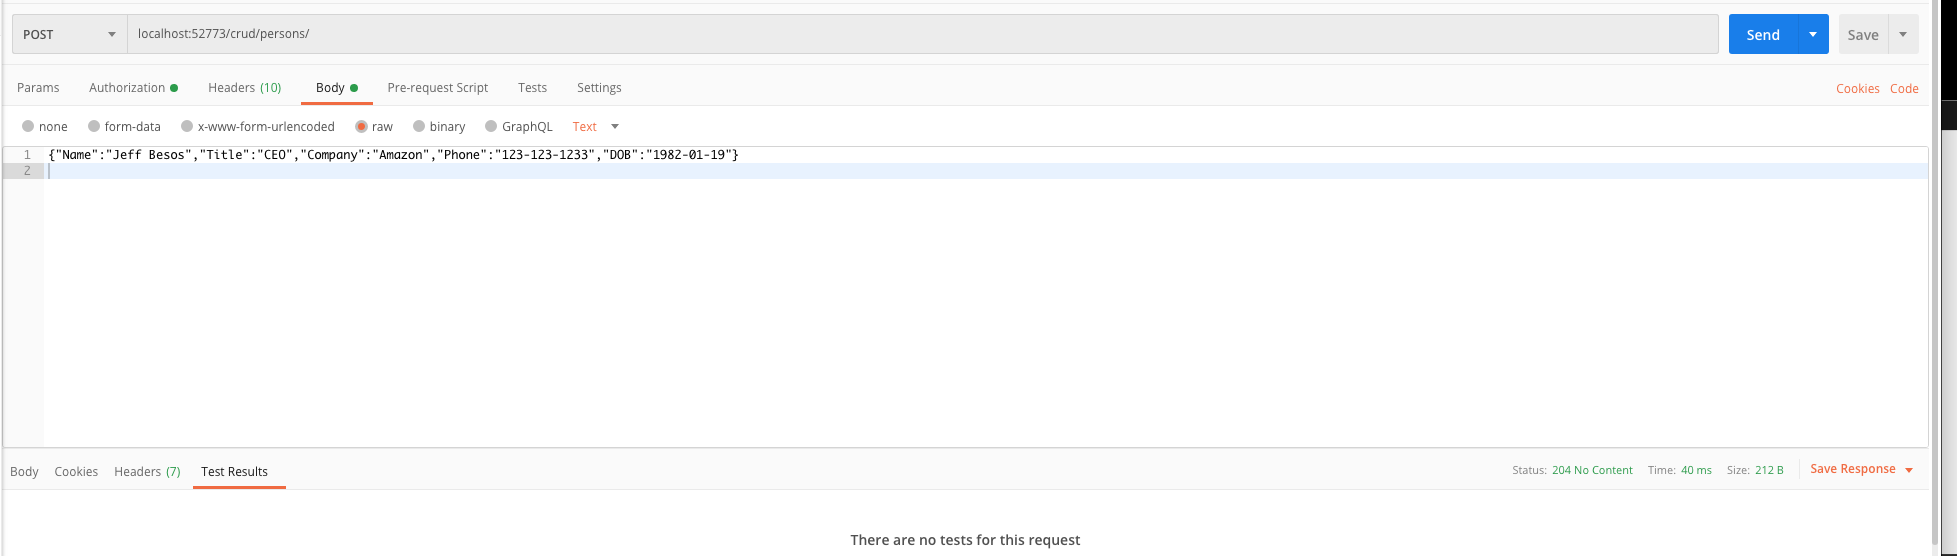 POST localhost:52773/crud/persons/ Send Save
Params Authorization Headers (10) Body Pre-request Script Tests Settings Cookies Code
none form-data x-www-form-urlencoded raw binary GraphQL Text
1 {"Name":"Jeff Besos","Title":"CEO","Company":"Amazon","Phone":"123-123-1233","DOB":"1982-01-19"}
2
Body Cookies Headers (7) Test Results Status: 204 No Content Time: 40 ms Size: 212 B Save Response
There are no tests for this request